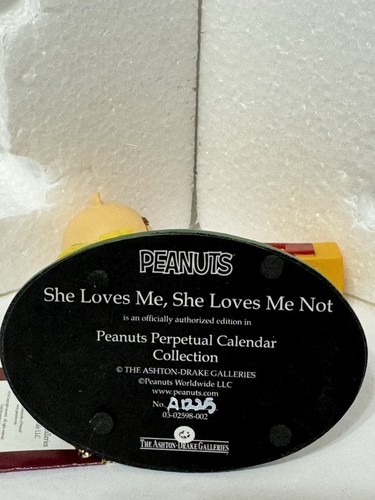 PEANUTS
She Loves Me, She Loves Me Not
is an officially authorized edition in
Peanuts Perpetual Calendar
Collection
© THE ASHTON-DRAKE GALLERIES
©Peanuts Worldwide LLC
www.peanuts.com
No. A1225
03-02598-002
THE ASHTON-DRAKE GALLERIES